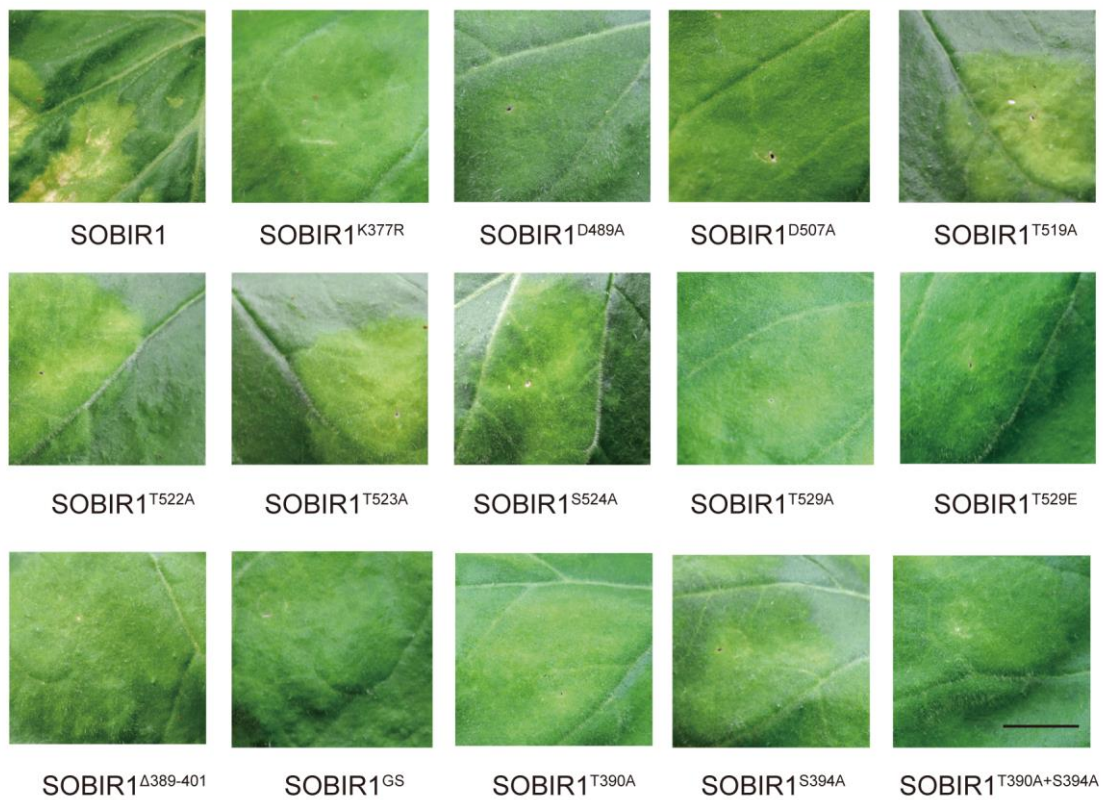 SOBIR1 SOBIR1K377R SOBIR1D489A SOBIR1D507A SOBIR1T519A
SOBIR1T522A SOBIR1T523A SOBIR1S524A SOBIR1T529A SOBIR1T529E
SOBIR1Δ389-401 SOBIR1GS SOBIR1T390A SOBIR1S394A SOBIR1T390A+S394A